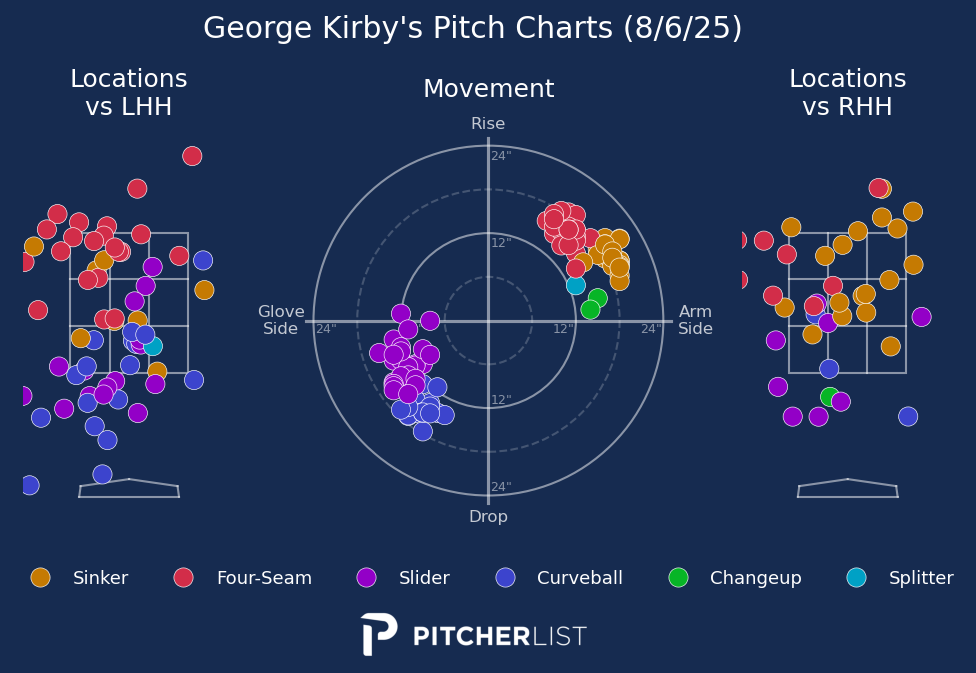 George Kirby's Pitch Charts (8/6/25)
Locations
vs LHH
Movement
Locations
vs RHH
Rise
24"
12"
Glove
Side
24"
12"
24"
Arm
Side
12"
24"
Drop
Sinker
Four-Seam
Slider
Curveball
Changeup
Splitter
PITCHERLIST